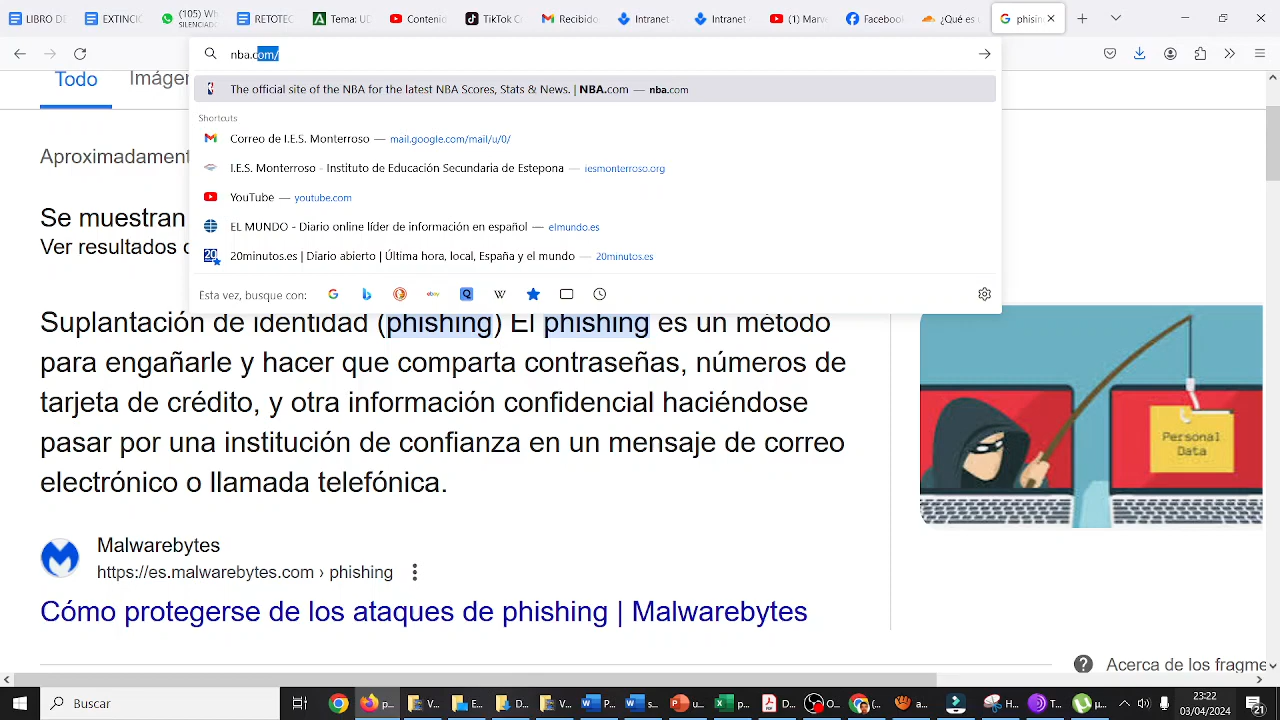 LIBRO D
EXCING
(105) Wh
SILENCIADO
RETOTEC
Tema: UD
Conten
TikTok C
Recibido
Intranet
Intranet
(1) Marv
Faceboo
¿Qué es
phisin
nba.com/
The official site of the NBA for the latest NBA Scores, Stats & News. | NBA.com — nba.com
Shortcuts
Correo de I.E.S. Monterroso — mail.google.com/mail/u/0/
I.E.S. Monterroso - Instituto de Educación Secundaria de Estepona — iesmonterroso.org
YouTube — youtube.com
EL MUNDO - Diario online líder de información en español — elmundo.es
20minutos.es | Diario abierto | Última hora, local, España y el mundo — 20minutos.es
Esta vez, busque con:
Todo Imágen
Aproximadament
Se muestran
Ver resultados
Suplantación de identidad (phishing) El phishing es un método
para engañarle y hacer que comparta contraseñas, números de
tarjeta de crédito, y otra información confidencial haciéndose
pasar por una institución de confianza en un mensaje de correo
electrónico o llamada telefónica.
Personal
Data
Malwarebytes
https://es.malwarebytes.com › phishing
Cómo protegerse de los ataques de phishing | Malwarebytes
Acerca de los fragme
Buscar
23:22
03/04/2024
21